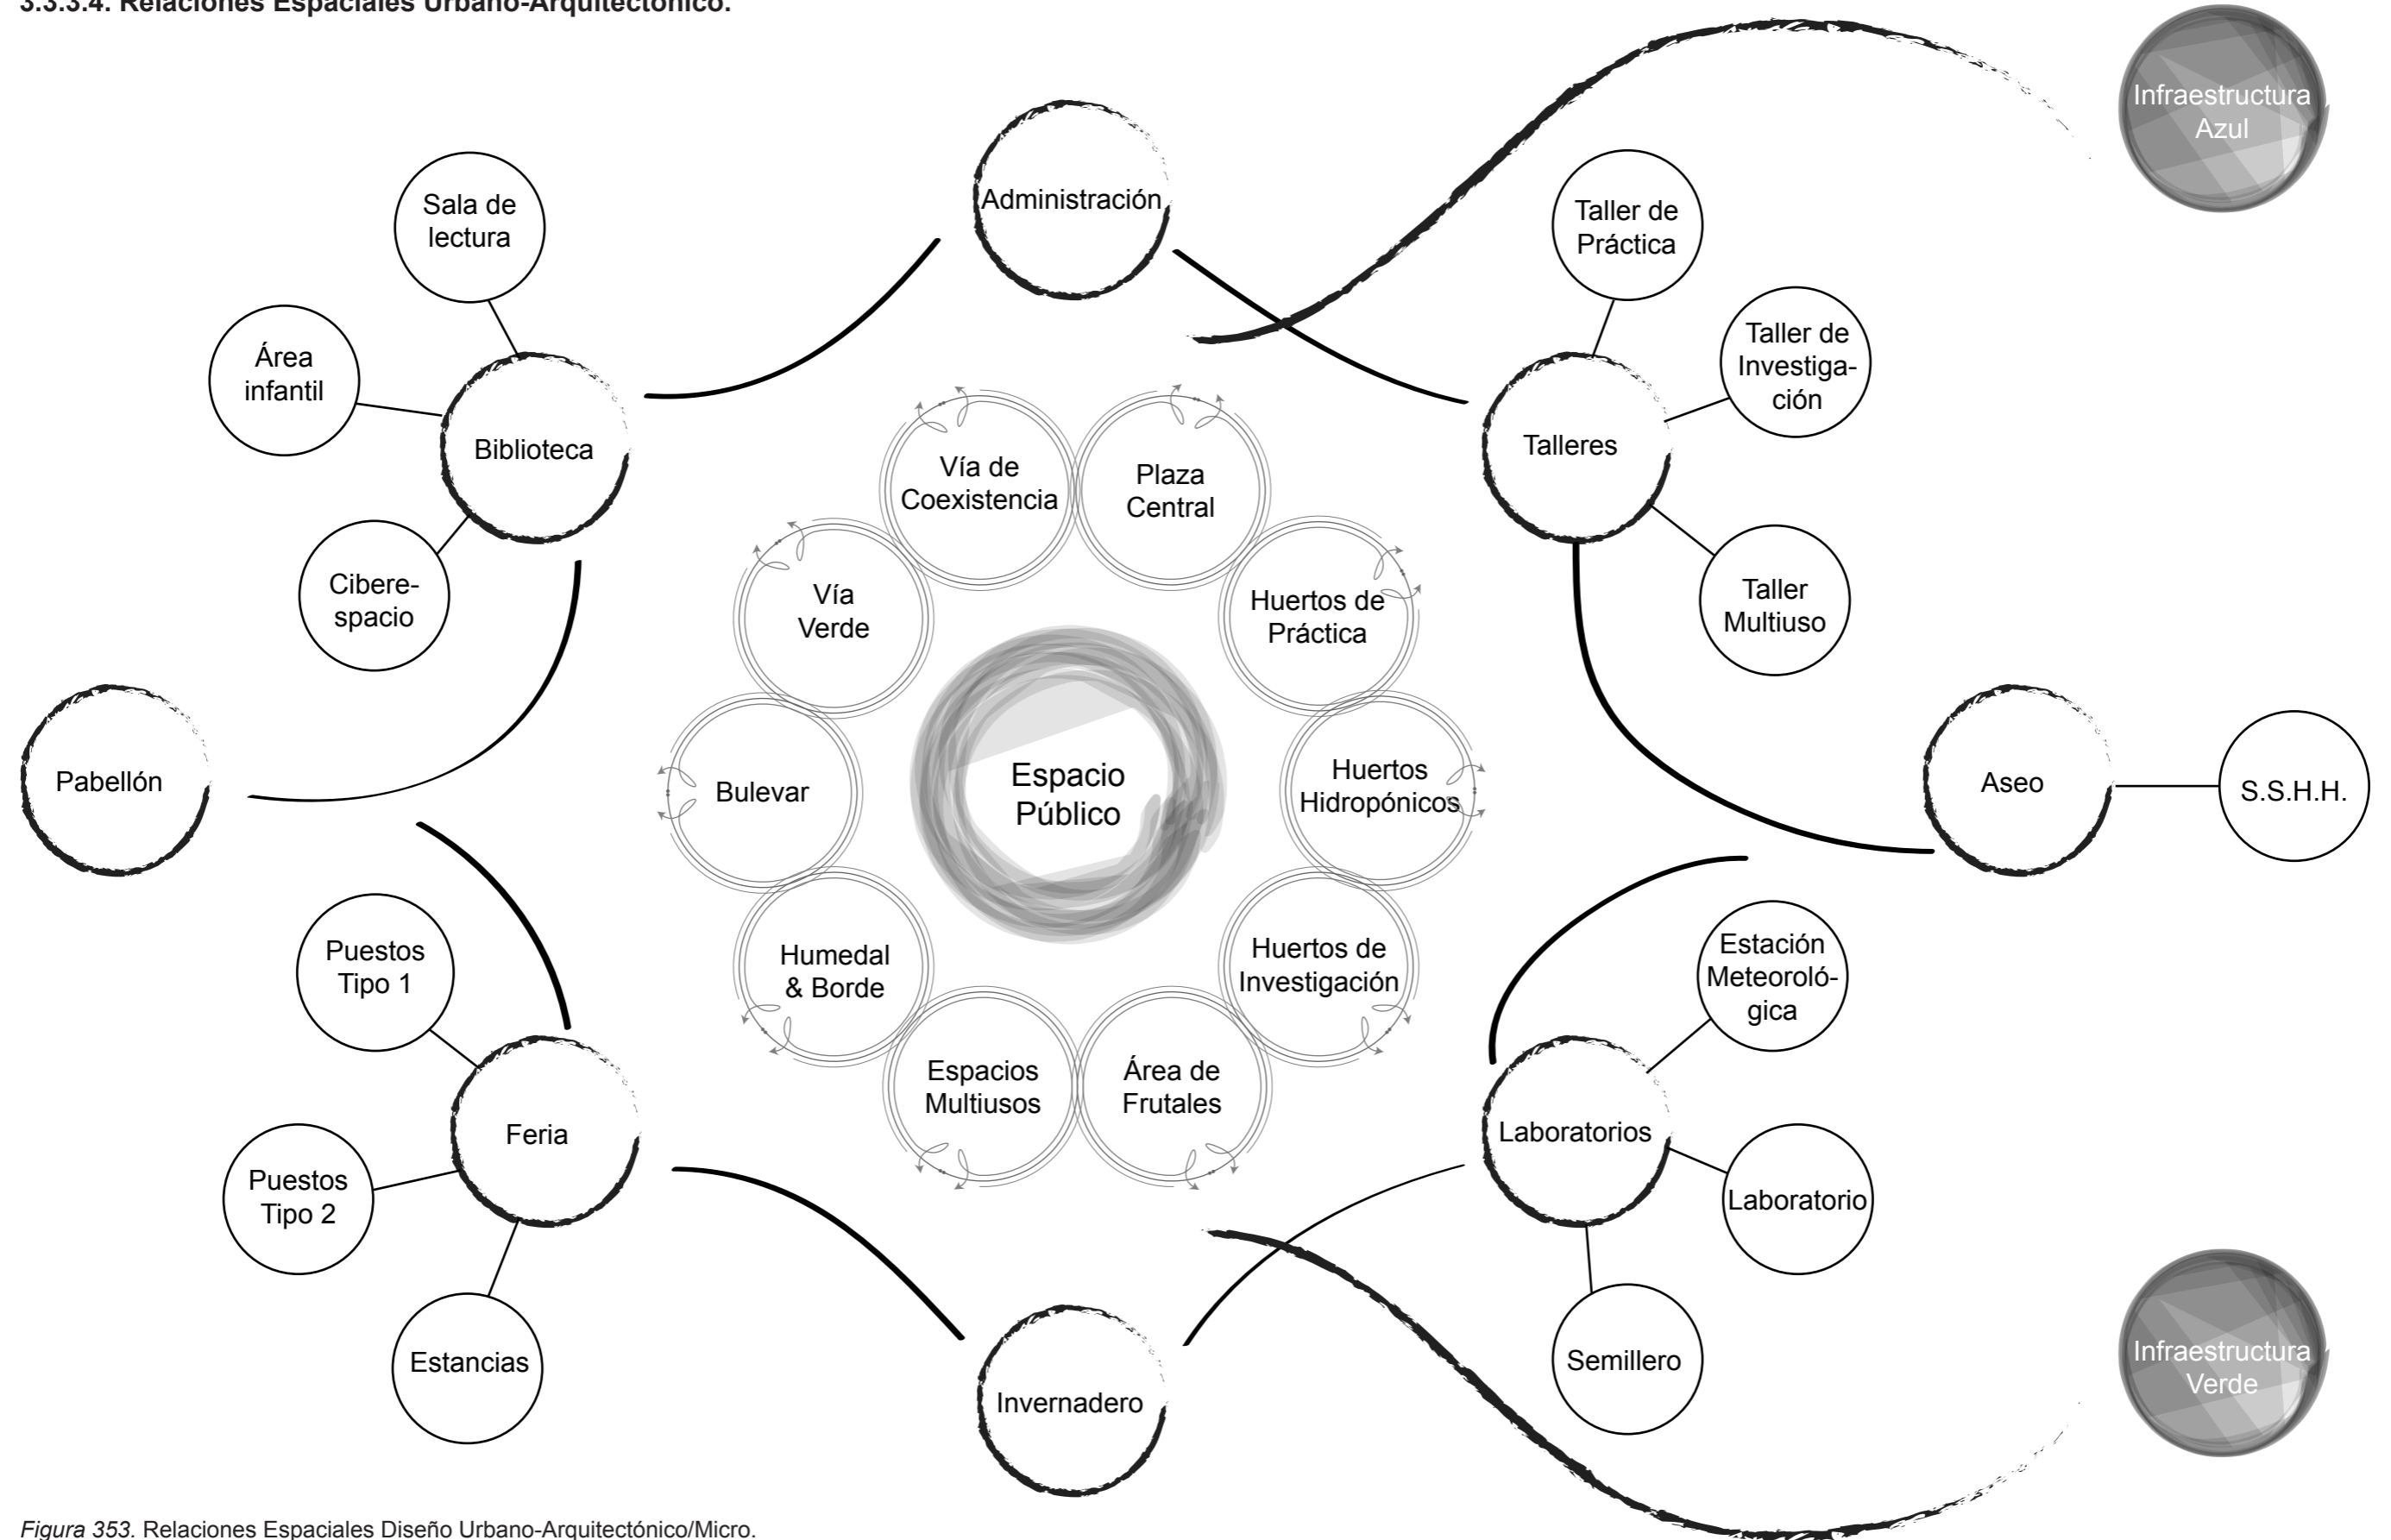 3.3.3.4. Relaciones Espaciales Urbano-Arquitectónico.
Infraestructura
Azul
Administración
Sala de
lectura
Área
infantil
Biblioteca
Cibere-
spacio
Taller de
Práctica
Taller de
Investiga-
ción
Talleres
Taller
Multiuso
Vía de
Coexistencia
Plaza
Central
Vía
Verde
Huertos de
Práctica
Pabellón
Bulevar
Espacio
Público
Huertos
Hidropónicos
Aseo
S.S.H.H.
Humedal
& Borde
Huertos de
Investigación
Espacios
Multiusos
Área de
Frutales
Puestos
Tipo 1
Feria
Puestos
Tipo 2
Estancias
Estación
Meteoroló-
gica
Laboratorios
Laboratorio
Semillero
Invernadero
Infraestructura
Verde
Figura 353. Relaciones Espaciales Diseño Urbano-Arquitectónico/Micro.